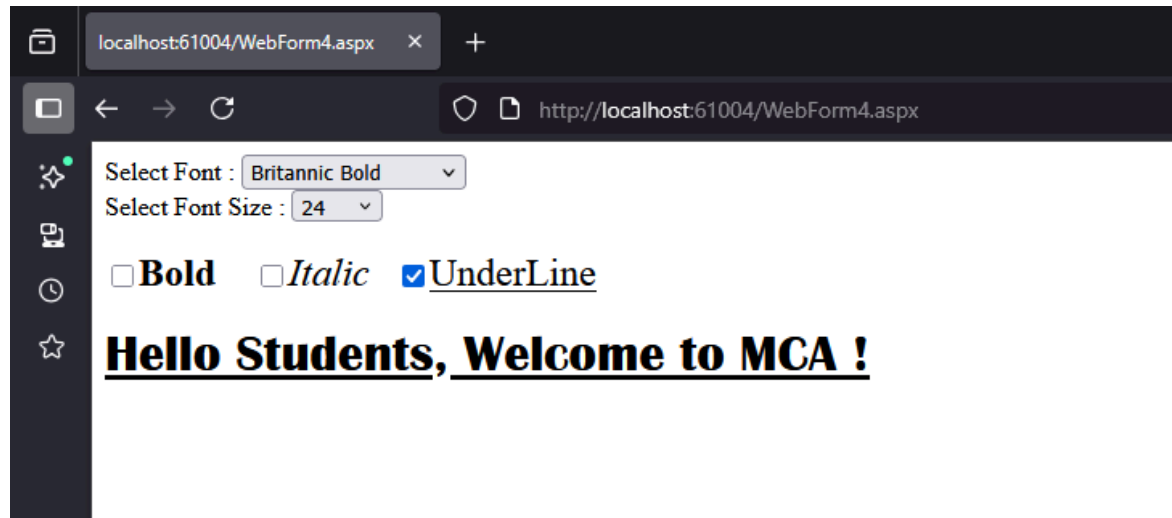 localhost:61004/WebForm4.aspx
http://localhost:61004/WebForm4.aspx
Select Font : Britannic Bold
Select Font Size : 24
Bold Italic UnderLine
Hello Students, Welcome to MCA !